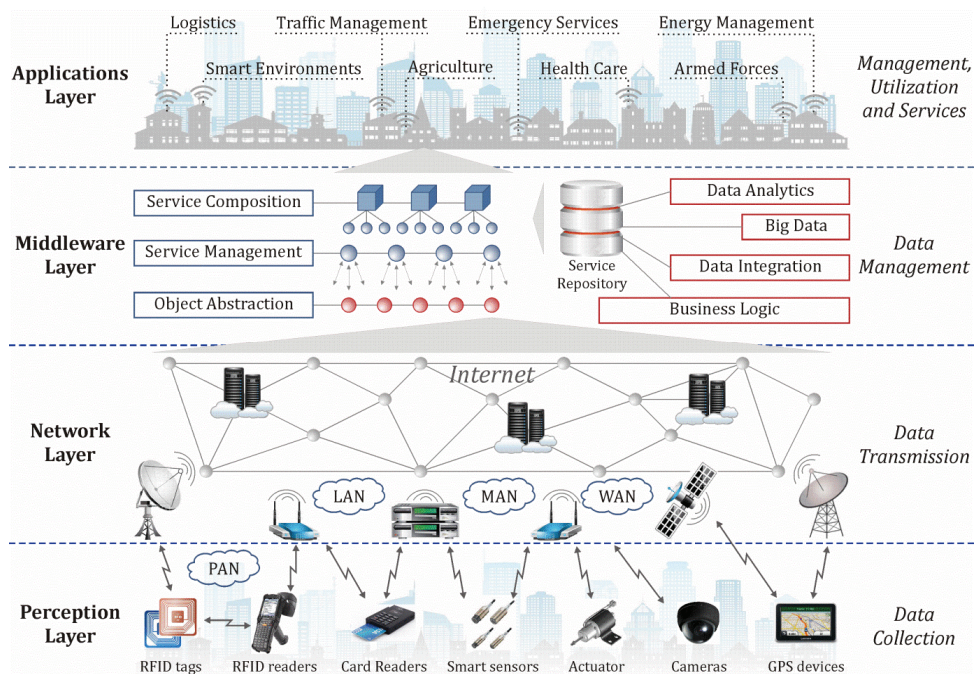 Logistics
Traffic Management
Emergency Services
Energy Management
Smart Environments
Agriculture
Health Care
Armed Forces
Applications
Layer
Management,
Utilization
and Services
Service Composition
Service Management
Object Abstraction
Middleware
Layer
Service
Repository
Data Analytics
Big Data
Data Integration
Business Logic
Data
Management
Internet
Network
Layer
LAN
MAN
WAN
Data
Transmission
PAN
Perception
Layer
RFID tags
RFID readers
Card Readers
Smart sensors
Actuator
Cameras
GPS devices
Data
Collection